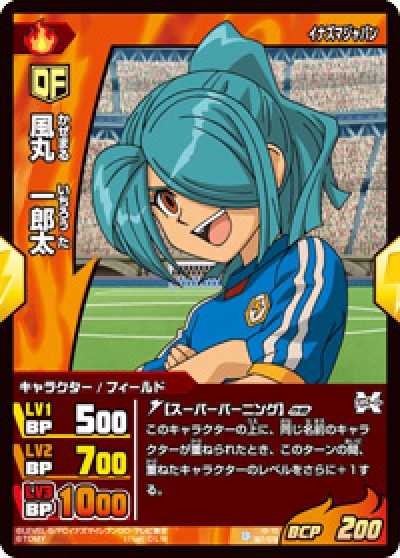 イナズマジャパン
DF
風丸 一郎太
かぜまる いちろうた
キャラクター / フィールド
LV1 BP 500
LV2 BP 700
LV3 BP 1000
[スーパーバーニング]
このキャラクターの上に、同じ名前のキャラ
クターが重ねられたとき、このターンの間、
重ねたキャラクターのレベルをさらに+1す
る。
©TOMY
BCP 200